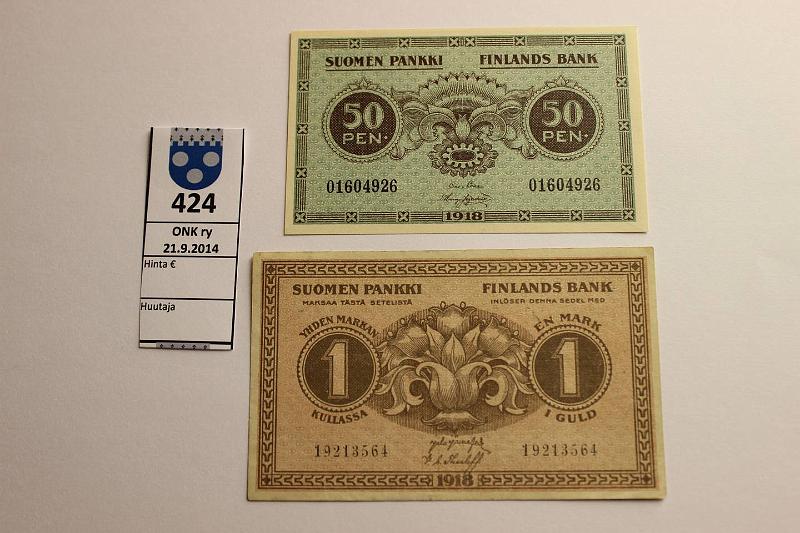 424
ONK ry
21.9.2014
Hinta €
Huutaja
SUOMEN PANKKI FINLANDS BANK
50 PEN· 50 PEN·
01604926 01604926
1918
SUOMEN PANKKI FINLANDS BANK
MAKSAA TÄSTÄ SETELISTÄ INLÖSER DENNA SEDEL MED
YHDEN MARKAN EN MARK
1 1
KULLASSA I GULD
19213564 19213564
1918